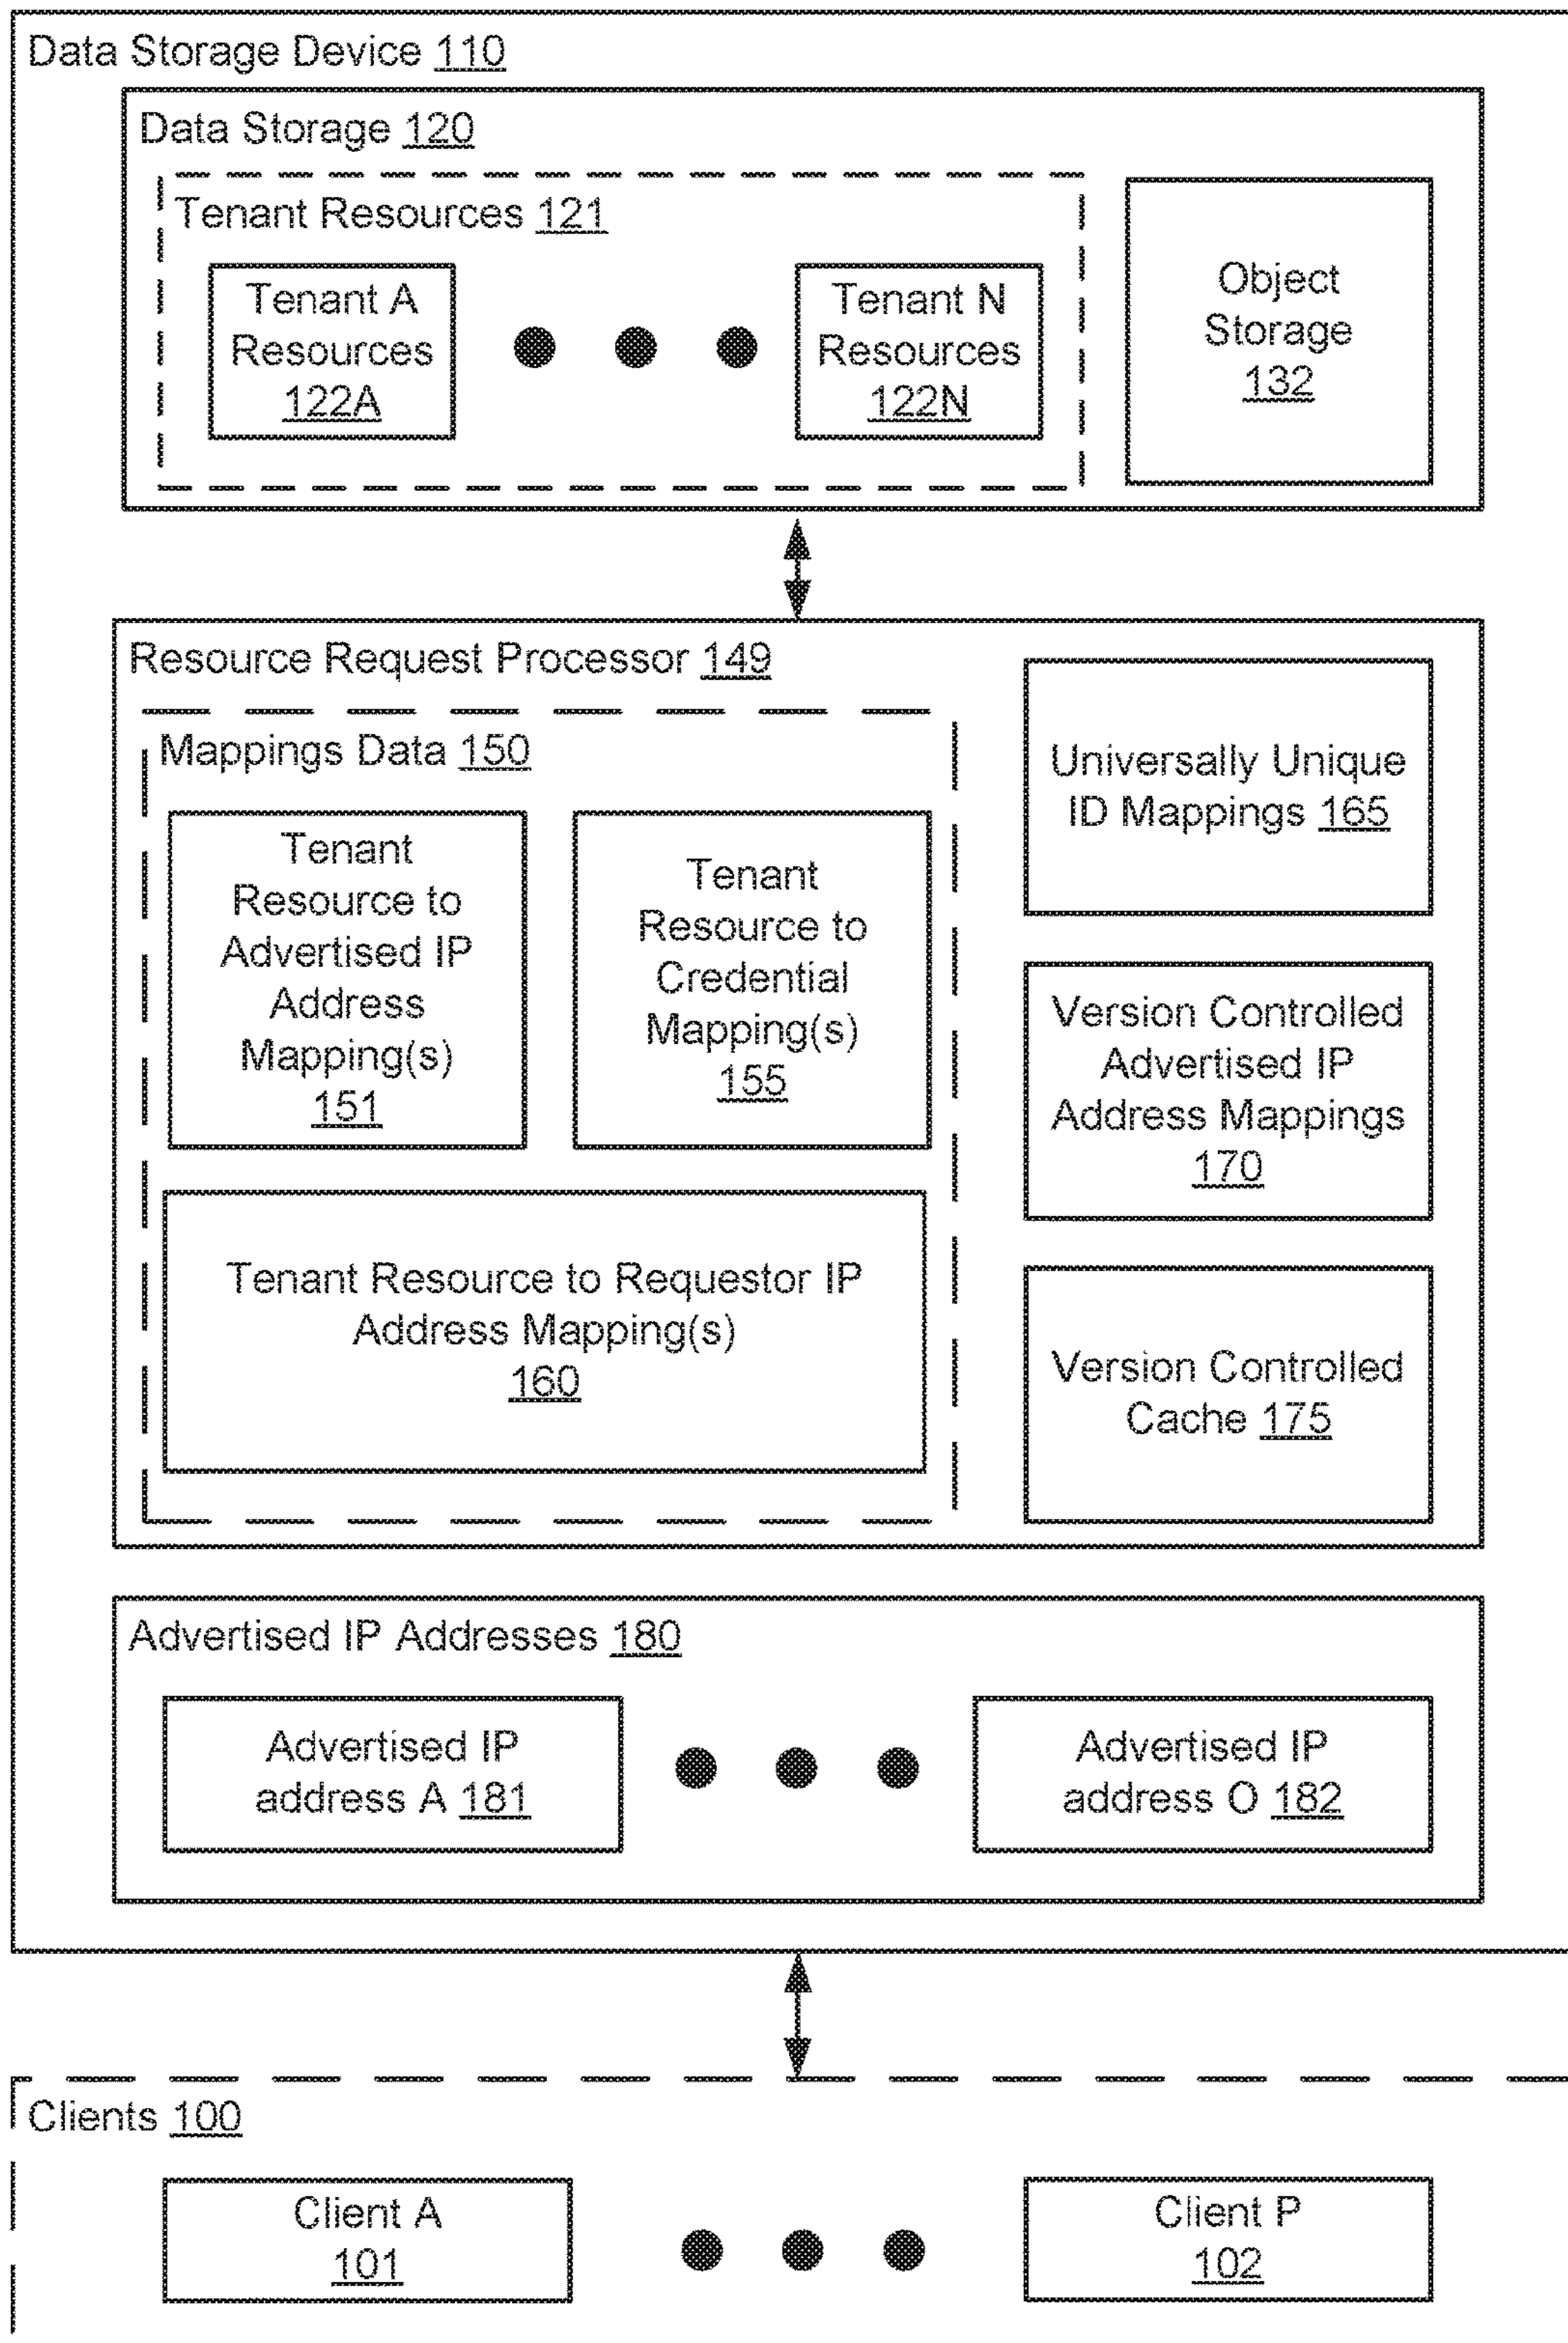 Data Storage Device 110
Data Storage 120
Tenant Resources 121
Tenant A
Resources
122A
Tenant N
Resources
122N
Object
Storage
132
Resource Request Processor 149
Mappings Data 150
Tenant
Resource to
Advertised IP
Address
Mapping(s)
151
Tenant
Resource to
Credential
Mapping(s)
155
Tenant Resource to Requestor IP
Address Mapping(s)
160
Universally Unique
ID Mappings 165
Version Controlled
Advertised IP
Address Mappings
170
Version Controlled
Cache 175
Advertised IP Addresses 180
Advertised IP
address A 181
Advertised IP
address O 182
Clients 100
Client A
101
Client P
102